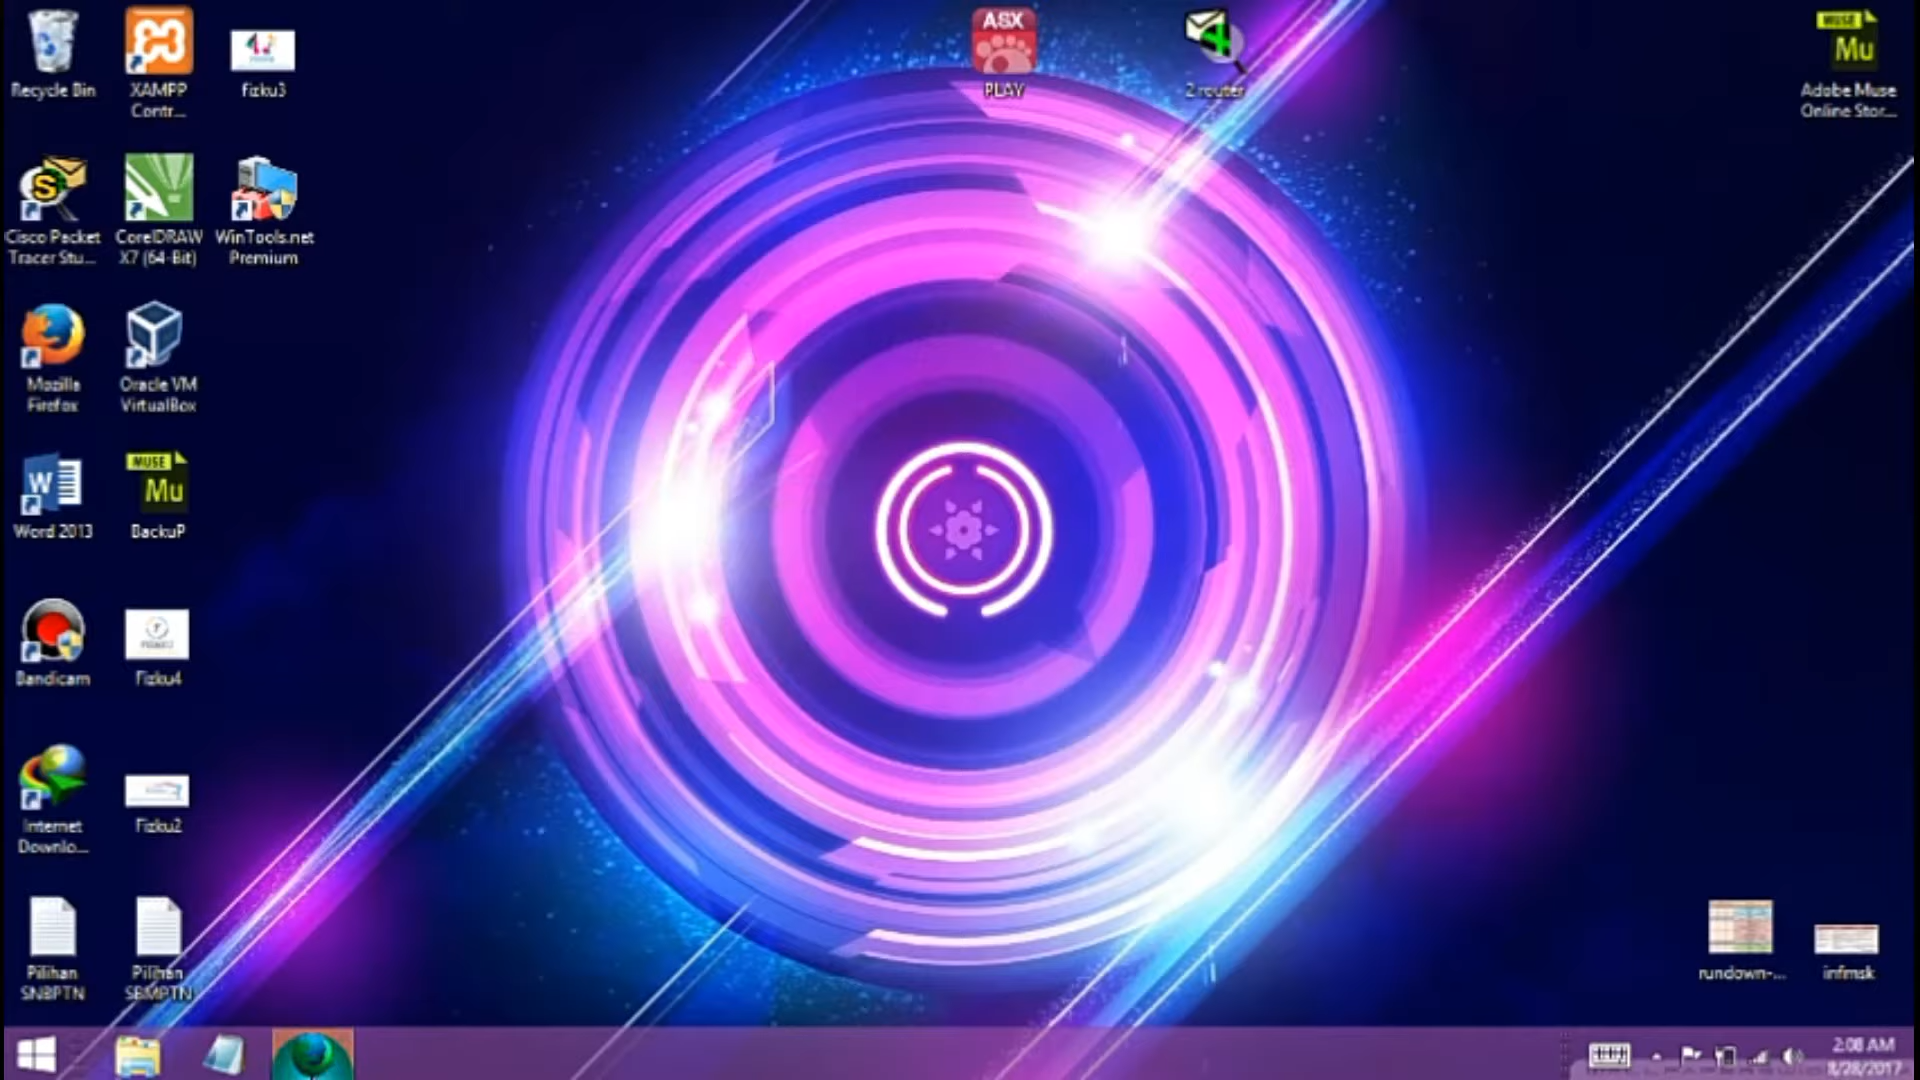 Recycle Bin
XAMPP
Contr...
fizku3
ASX
PLAY
2 router
MUSE
Mu
Adobe Muse
Online Stor...
S
Cisco Packet
Tracer Stu...
CorelDRAW
X7 (64-Bit)
WinTools.net
Premium
Mozilla
Firefox
Oracle VM
VirtualBox
W
Word 2013
MUSE
Mu
BackuP
Bandicam
Fizku4
Internet
Downlo...
Fizku2
Pilihan
SNBPTN
Pilihan
SBMPTN
rundown-...
infmsk
2:08 AM
8/28/2017